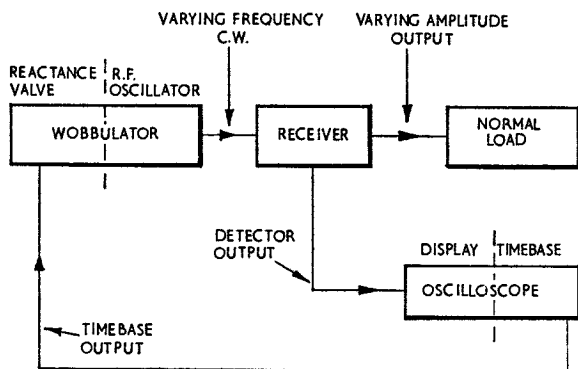 VARYING FREQUENCY
C.W.
VARYING AMPLITUDE
OUTPUT
REACTANCE
VALVE
R.F.
OSCILLATOR
WOBBULATOR
RECEIVER
NORMAL
LOAD
DETECTOR
OUTPUT
DISPLAY
TIMEBASE
OSCILLOSCOPE
TIMEBASE
OUTPUT